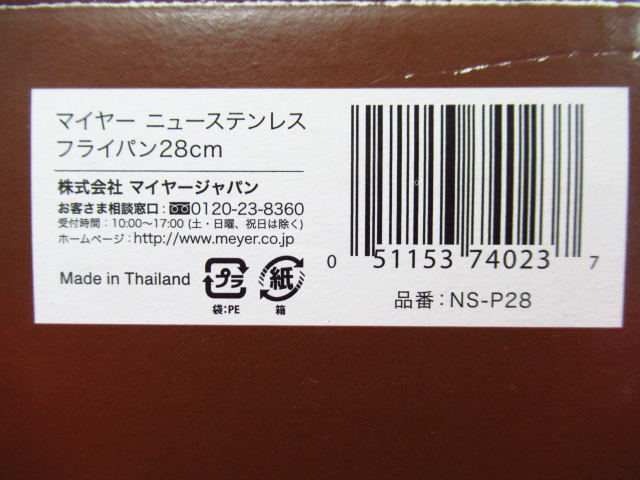 マイヤー ニューステンレス
フライパン28cm
株式会社 マイヤージャパン
お客さま相談窓口:0120-23-8360
受付時間:10:00~17:00(土・日曜、祝日は除く)
ホームページ:http://www.meyer.co.jp
Made in Thailand
プラ
袋:PE
紙
箱
0 51153 74023 7
品番:NS-P28